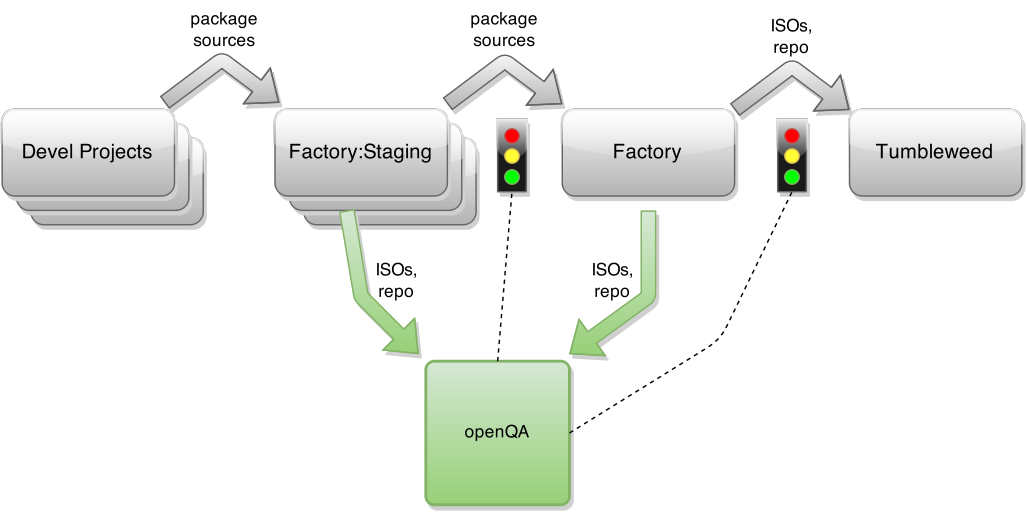 package
sources
package
sources
ISOs,
repo
Devel Projects
Factory:Staging
Factory
Tumbleweed
ISOs,
repo
ISOs,
repo
openQA